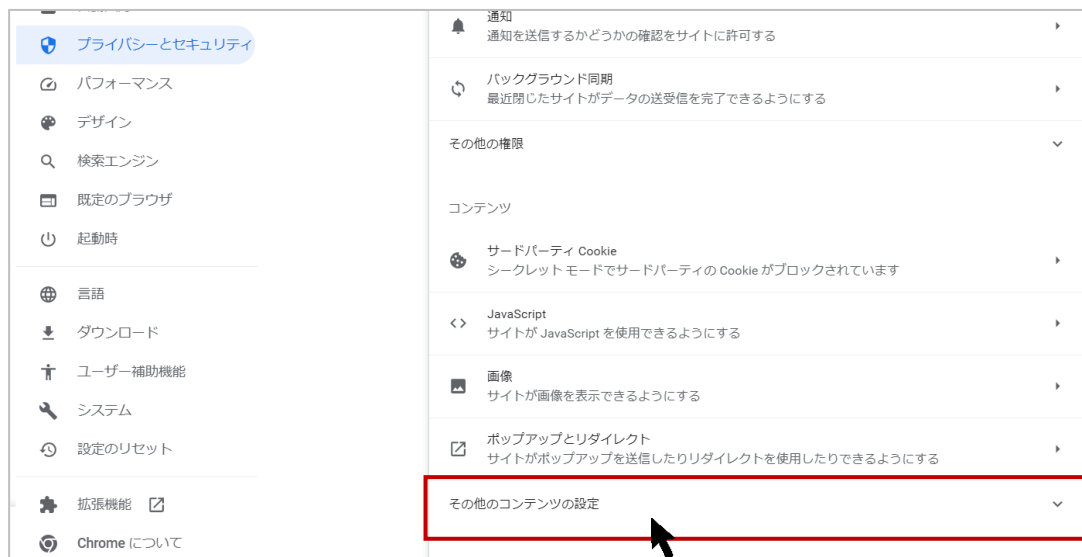 プライバシーとセキュリティ
パフォーマンス
デザイン
検索エンジン
既定のブラウザ
起動時
言語
ダウンロード
ユーザー補助機能
システム
設定のリセット
拡張機能
Chrome について
通知
通知を送信するかどうかの確認をサイトに許可する
バックグラウンド同期
最近閉じたサイトがデータの送受信を完了できるようにする
その他の権限
コンテンツ
サードパーティ Cookie
シークレット モードでサードパーティの Cookie がブロックされています
JavaScript
サイトが JavaScript を使用できるようにする
画像
サイトが画像を表示できるようにする
ポップアップとリダイレクト
サイトがポップアップを送信したりリダイレクトを使用したりできるようにする
その他のコンテンツの設定